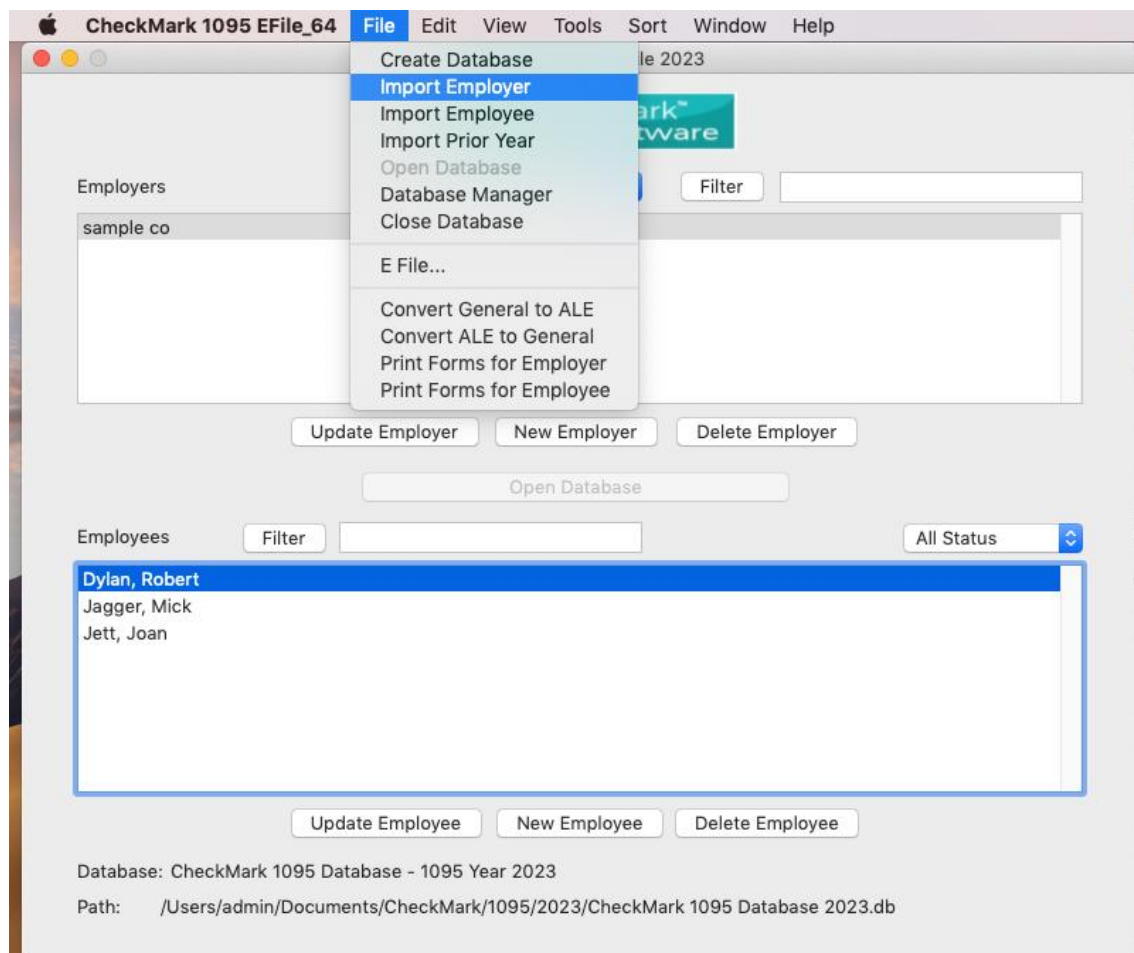 CheckMark 1095 EFile_64 File Edit View Tools Sort Window Help
Create Database le 2023
Import Employer
Import Employee ark™
Import Prior Year tware
Open Database
Employers Database Manager Filter
sample co Close Database
E File...
Convert General to ALE
Convert ALE to General
Print Forms for Employer
Print Forms for Employee
Update Employer New Employer Delete Employer
Open Database
Employees Filter All Status
Dylan, Robert
Jagger, Mick
Jett, Joan
Update Employee New Employee Delete Employee
Database: CheckMark 1095 Database - 1095 Year 2023
Path: /Users/admin/Documents/CheckMark/1095/2023/CheckMark 1095 Database 2023.db